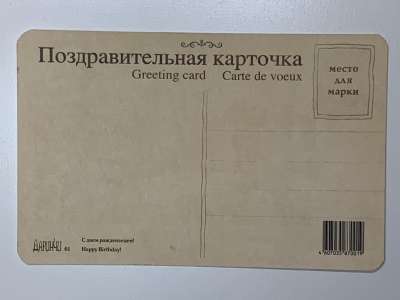 Поздравительная карточка
Greeting card Carte de voeux
место
для
марки
С днем рождения!
Happy Birthday!